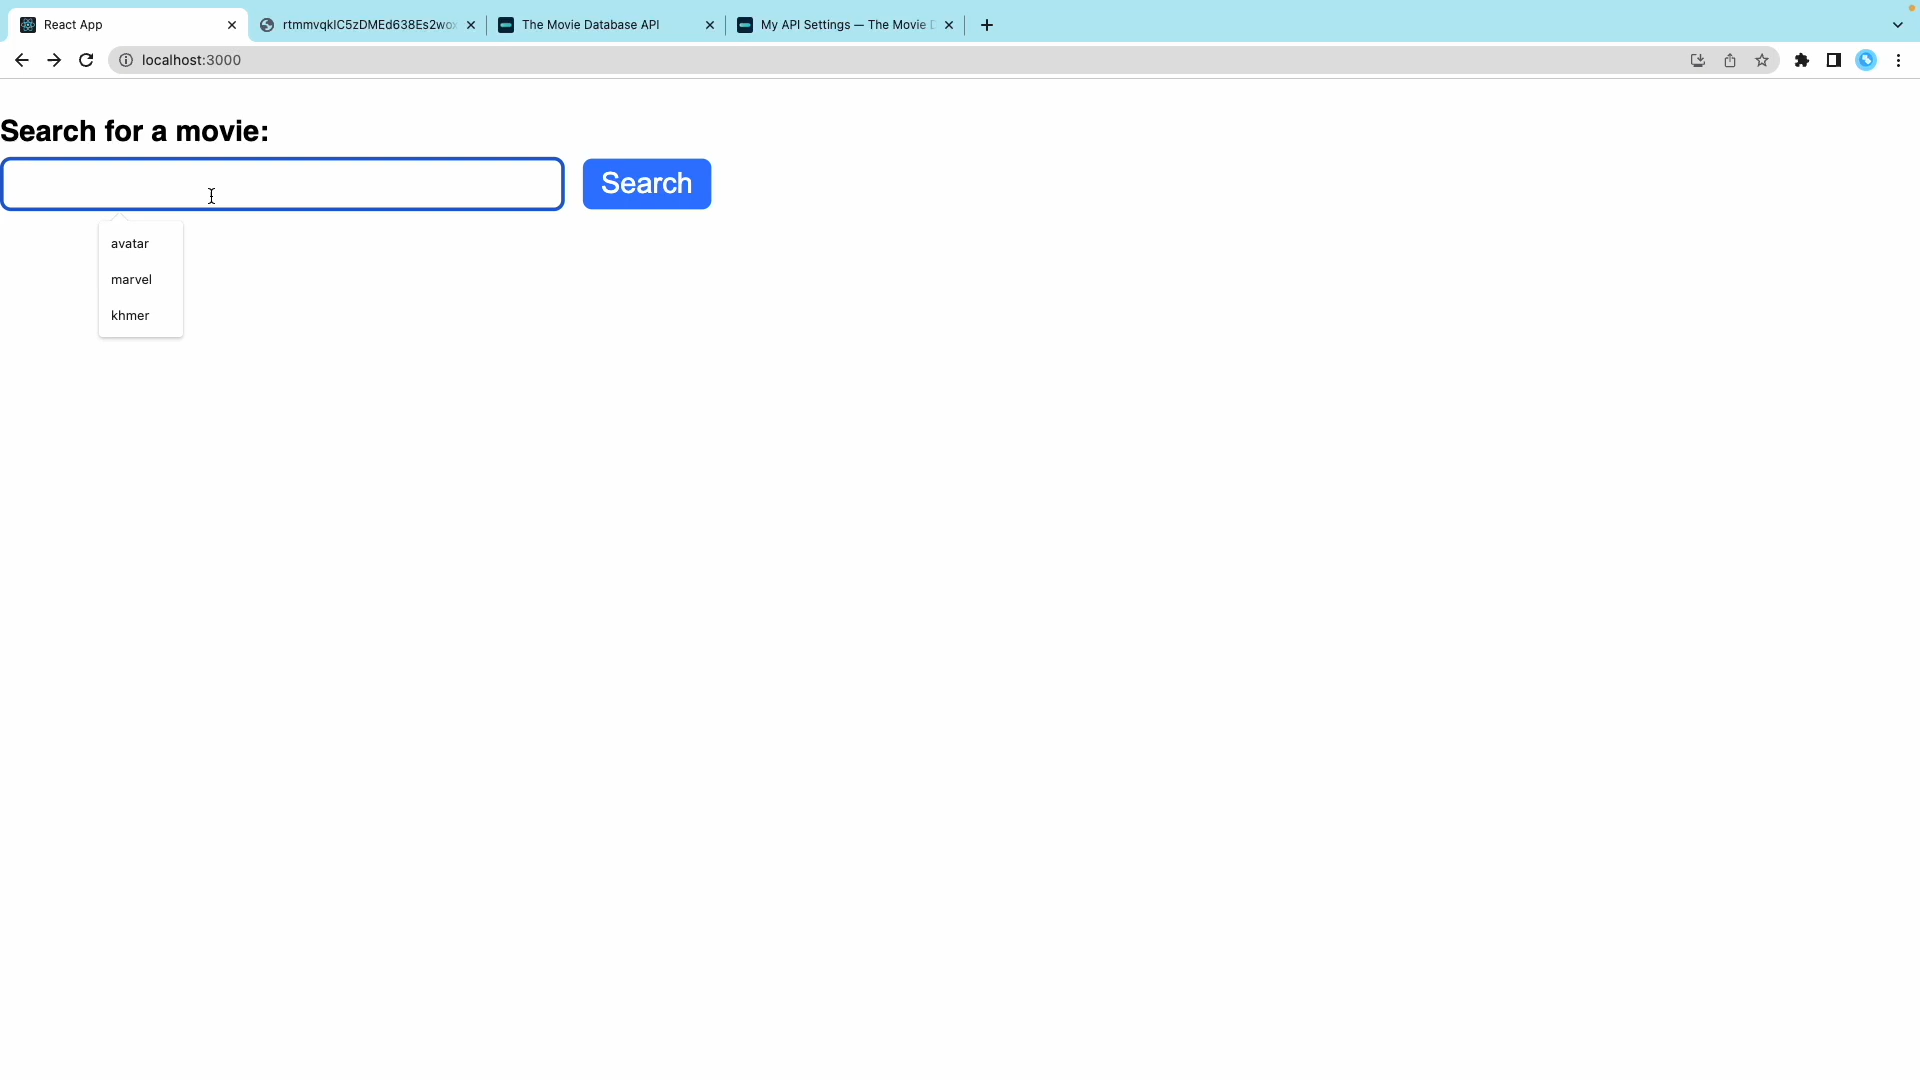 React App
The Movie Database API
My API Settings — The Movie
localhost:3000
Search for a movie:
Search
avatar
marvel
khmer